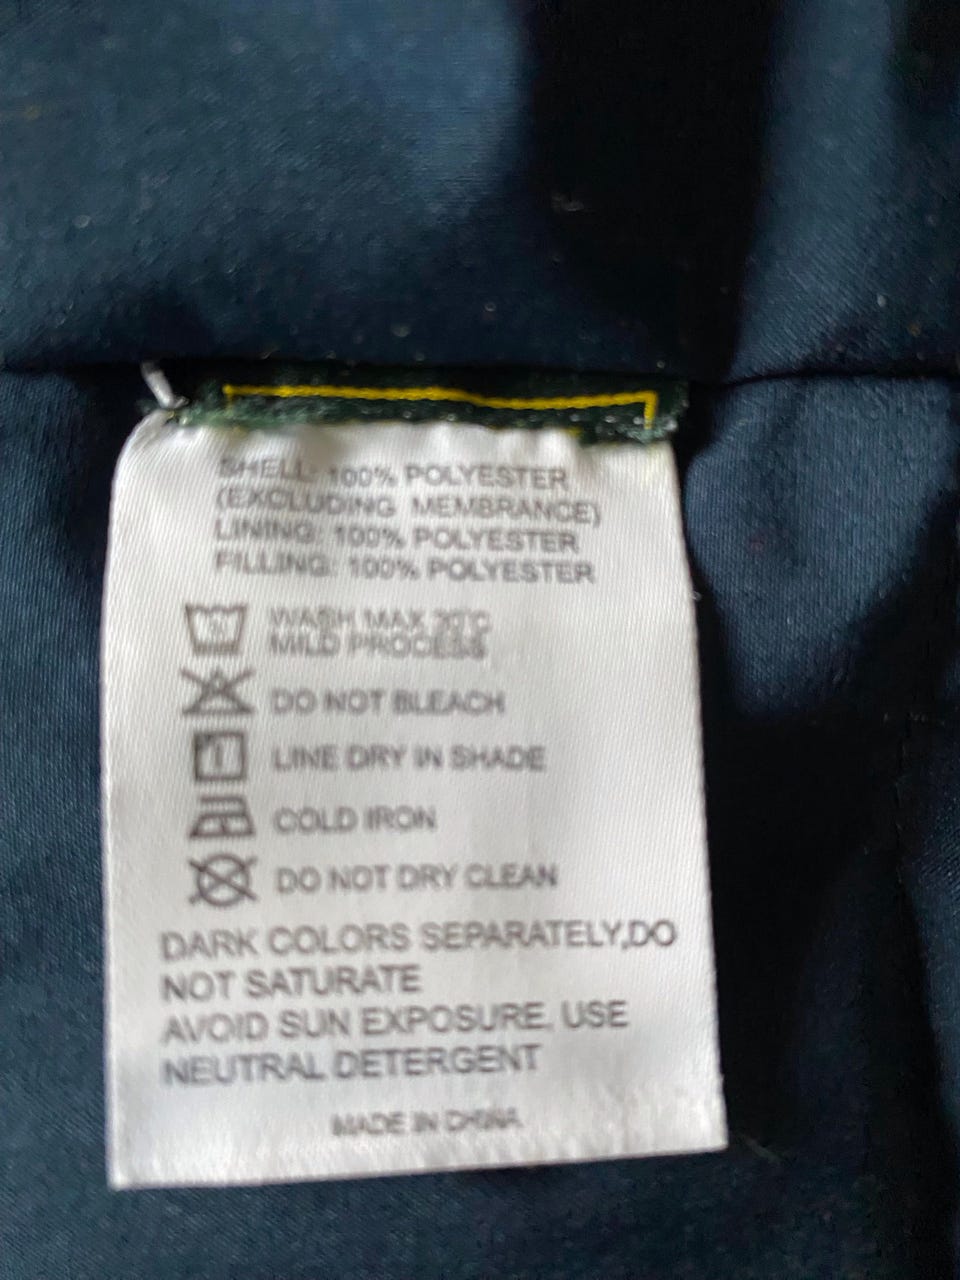 SHELL: 100% POLYESTER
(EXCLUDING MEMBRANCE)
LINING: 100% POLYESTER
FILLING: 100% POLYESTER
WASH MAX
MILD PROCESS
DO NOT BLEACH
LINE DRY IN SHADE
COLD IRON
DO NOT DRY CLEAN
DARK COLORS SEPARATELY,DO
NOT SATURATE
AVOID SUN EXPOSURE. USE
NEUTRAL DETERGENT
MADE IN CHINA